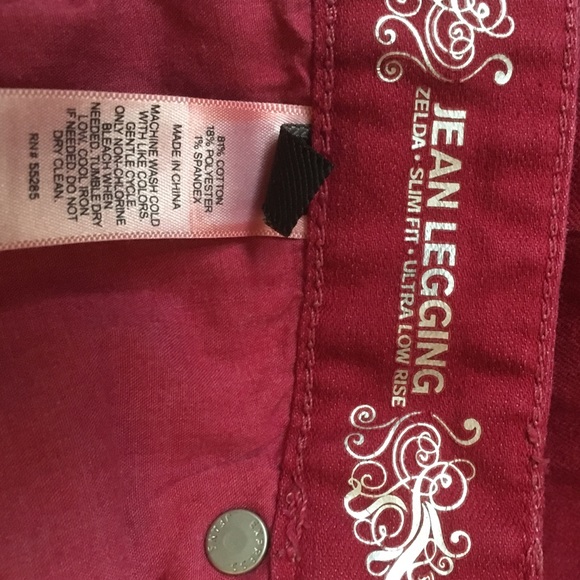 JEAN LEGGING
ZELDA • SLIM FIT • ULTRA LOW RISE
81% COTTON
18% POLYESTER
1% SPANDEX
MADE IN CHINA
MACHINE WASH COLD
WITH LIKE COLORS.
GENTLE CYCLE.
ONLY NON-CHLORINE
BLEACH WHEN
NEEDED. TUMBLE DRY
LOW. COOL IRON
IF NEEDED. DO NOT
DRY CLEAN.
RN# 55285
EXPRESS